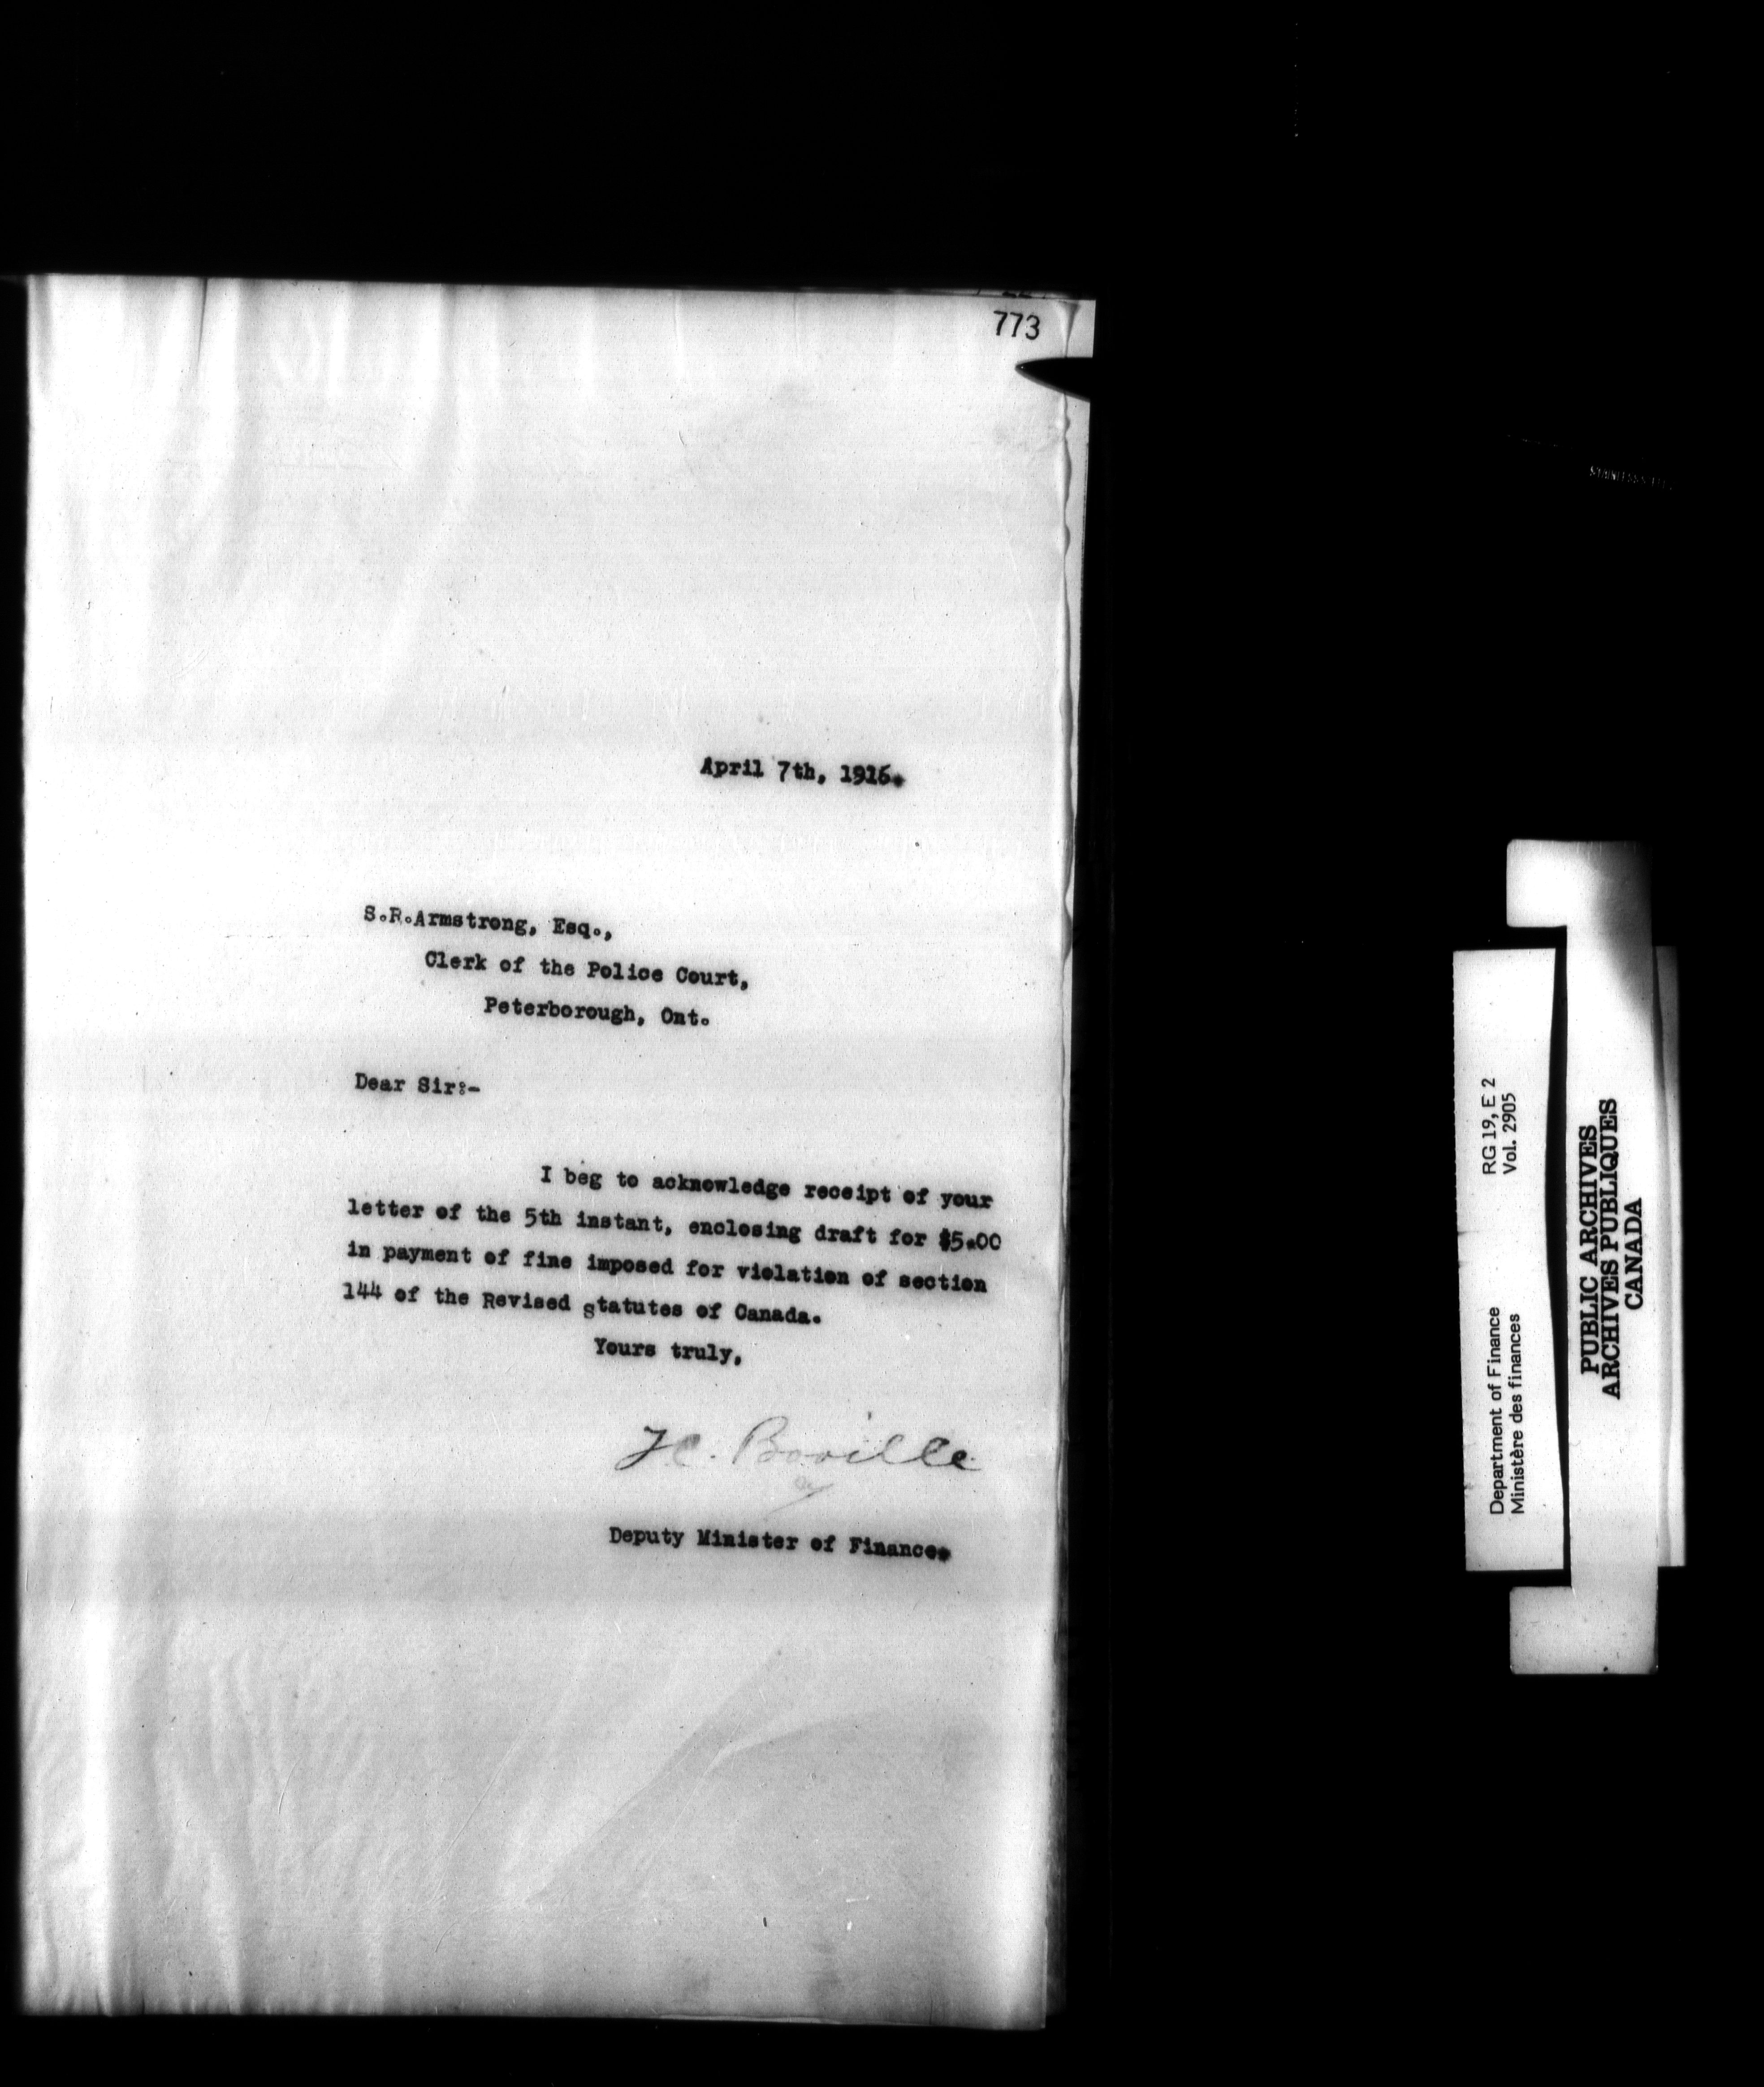 773
April 7th, 1916.
S.R.Armstrong, Esq.,
Clerk of the Police Court,
Peterborough, Ont.
Dear Sir:-
I beg to acknowledge receipt of your
letter of the 5th instant, enclosing draft for $5.00
in payment of fine imposed for violation of section
144 of the Revised Statutes of Canada.
Yours truly,
Boville
Deputy Minister of Finance.
Department of Finance RG 19, E 2
Ministère des finances Vol. 2905
PUBLIC ARCHIVES
ARCHIVES PUBLIQUES
CANADA